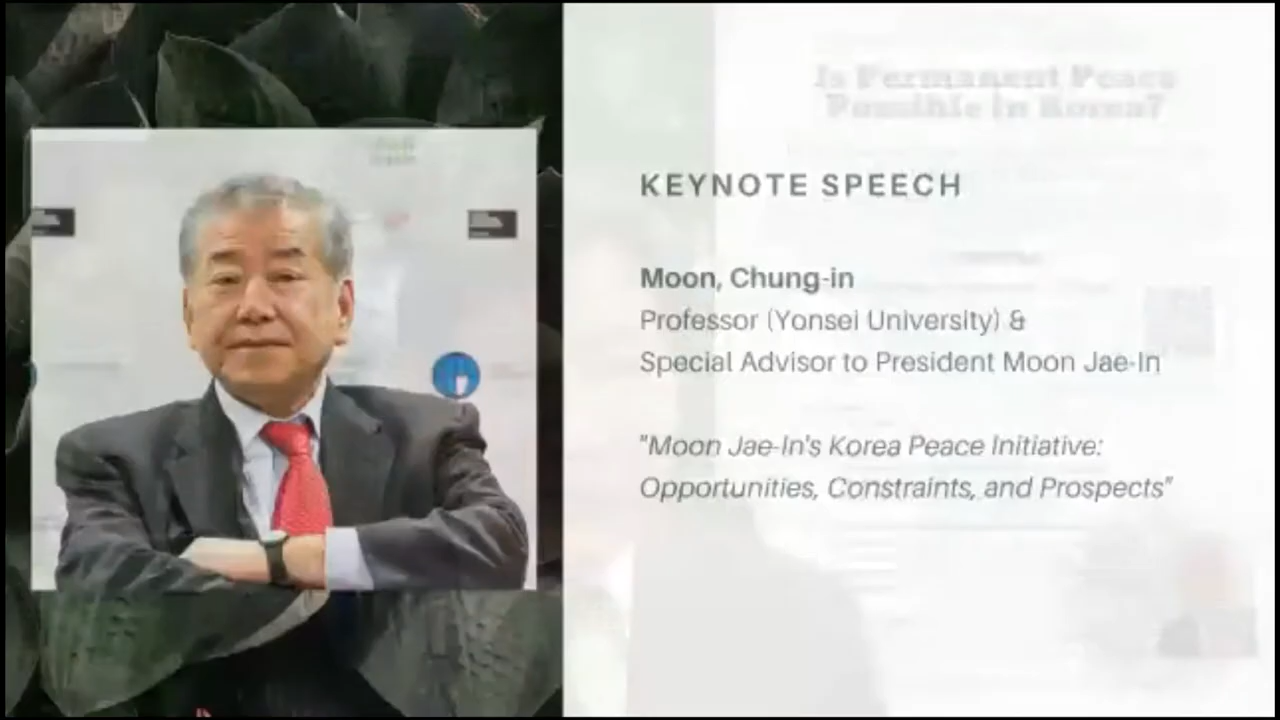 Is Permanent Peace
Possible in Korea?
KEYNOTE SPEECH
Moon, Chung-in
Professor (Yonsei University) &
Special Advisor to President Moon Jae-In
"Moon Jae-In's Korea Peace Initiative:
Opportunities, Constraints, and Prospects"